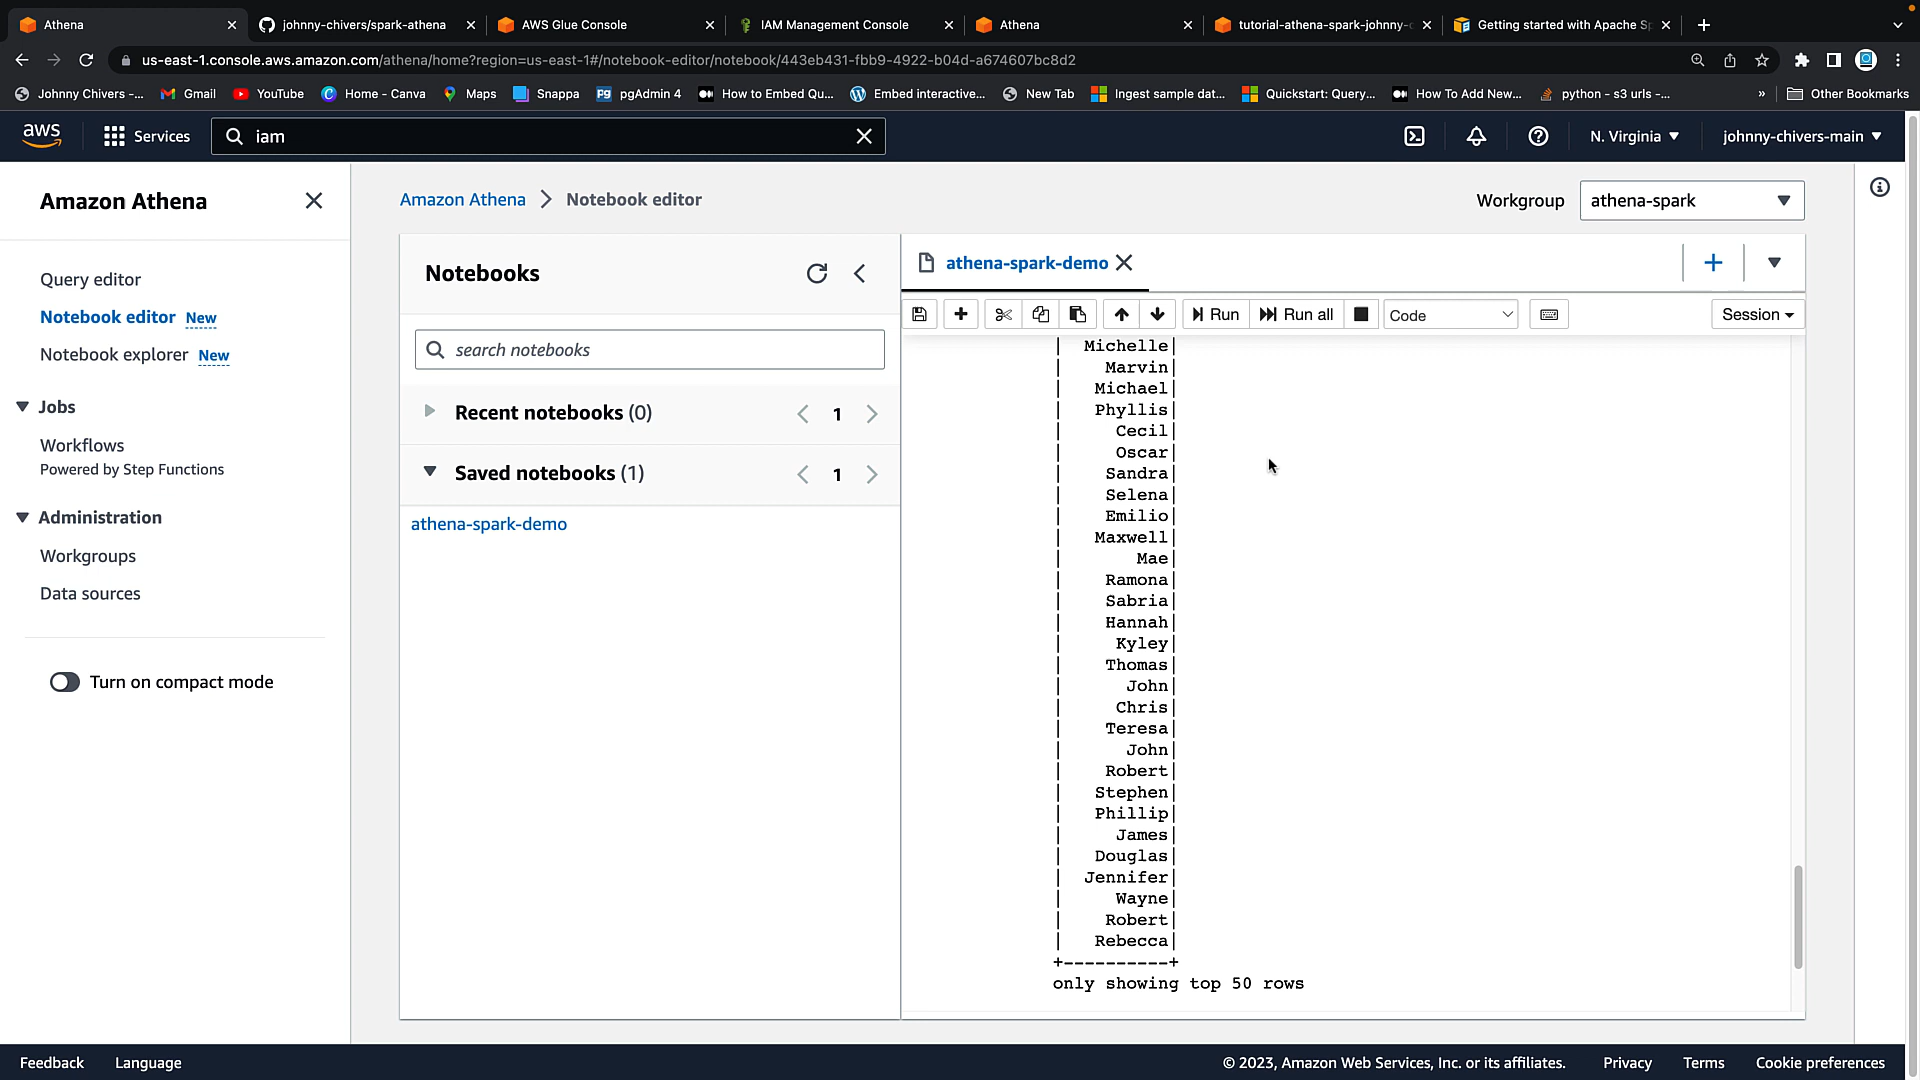 Athena
johnny-chivers/spark-athena
AWS Glue Console
IAM Management Console
Athena
tutorial-athena-spark-johnny-c
Getting started with Apache Sp
us-east-1.console.aws.amazon.com/athena/home?region=us-east-1#/notebook-editor/notebook/443eb431-fbb9-4922-b04d-a674607bc8d2
Johnny Chivers -...
Gmail
YouTube
Home - Canva
Maps
Snappa
pgAdmin 4
How to Embed Qu...
Embed interactive...
New Tab
Ingest sample dat...
Quickstart: Query...
How To Add New...
python - s3 urls -...
»
Other Bookmarks
aws
Services
iam
N. Virginia
johnny-chivers-main
Amazon Athena
Amazon Athena
Notebook editor
Workgroup
athena-spark
Query editor
Notebook editor New
Notebook explorer New
Jobs
Workflows
Powered by Step Functions
Administration
Workgroups
Data sources
Turn on compact mode
Notebooks
search notebooks
Recent notebooks (0)
1
Saved notebooks (1)
1
athena-spark-demo
athena-spark-demo
Run
Run all
Code
Session
| Michelle|
| Marvin|
| Michael|
| Phyllis|
| Cecil|
| Oscar|
| Sandra|
| Selena|
| Emilio|
| Maxwell|
| Mae|
| Ramona|
| Sabria|
| Hannah|
| Kyley|
| Thomas|
| John|
| Chris|
| Teresa|
| John|
| Robert|
| Stephen|
| Phillip|
| James|
| Douglas|
| Jennifer|
| Wayne|
| Robert|
| Rebecca|
+----------+
only showing top 50 rows
Feedback
Language
© 2023, Amazon Web Services, Inc. or its affiliates.
Privacy
Terms
Cookie preferences